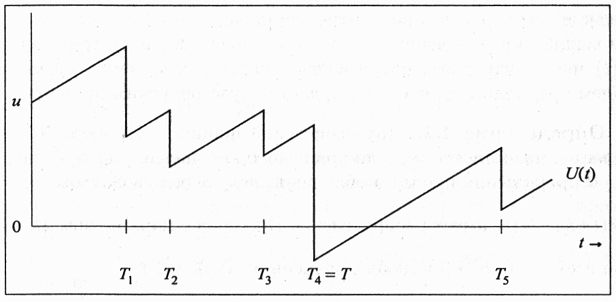 u
U(t)
0
t →
T₁ T₂ T₃ T₄ = T T₅